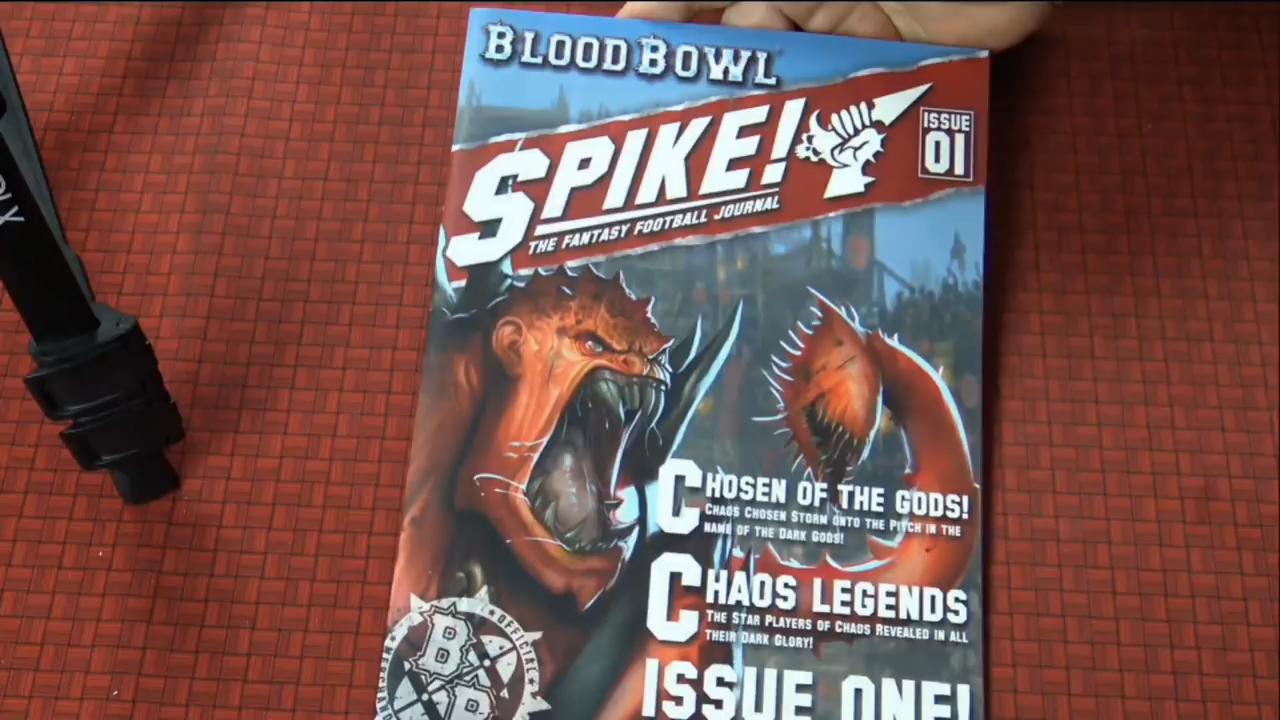 BLOOD BOWL
SPIKE!
THE FANTASY FOOTBALL JOURNAL
ISSUE
01
CHOSEN OF THE GODS!
CHAOS CHOSEN STORM ONTO THE PITCH IN THE
NAME OF THE DARK GODS!
CHAOS LEGENDS
THE STAR PLAYERS OF CHAOS REVEALED IN ALL
THEIR DARK GLORY!
ISSUE ONE!
OFFICIAL
BB